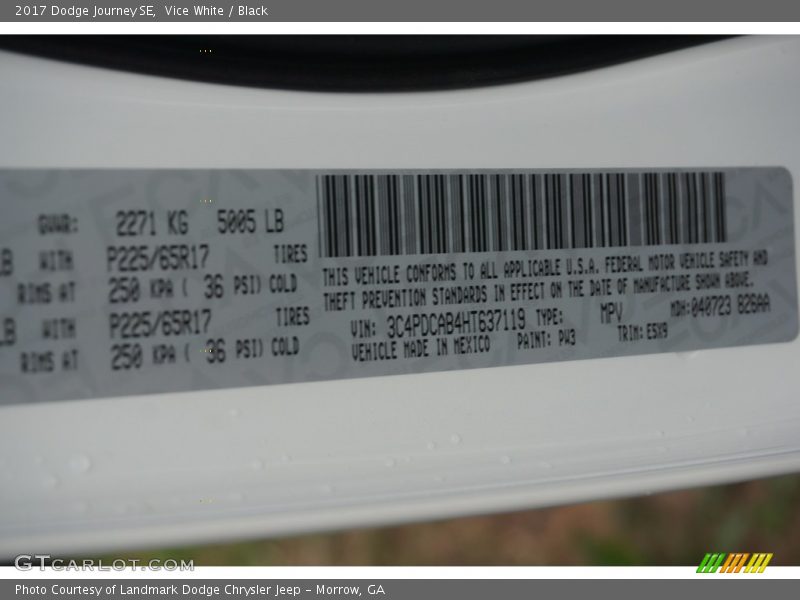 2017 Dodge Journey SE, Vice White / Black
GVWR: 2271 KG 5005 LB
LB WITH P225/65R17 TIRES
RIMS AT 250 KPA ( 36 PSI) COLD
LB WITH P225/65R17 TIRES
RIMS AT 250 KPA ( 36 PSI) COLD
THIS VEHICLE CONFORMS TO ALL APPLICABLE U.S.A. FEDERAL MOTOR VEHICLE SAFETY AND
THEFT PREVENTION STANDARDS IN EFFECT ON THE DATE OF MANUFACTURE SHOWN ABOVE.
VIN: 3C4PDCAB4HT637119 TYPE: MPV MDH:040723 826AA
VEHICLE MADE IN MEXICO PAINT: PW3 TRIM: E5X9
GTCARLOT.COM
Photo Courtesy of Landmark Dodge Chrysler Jeep - Morrow, GA